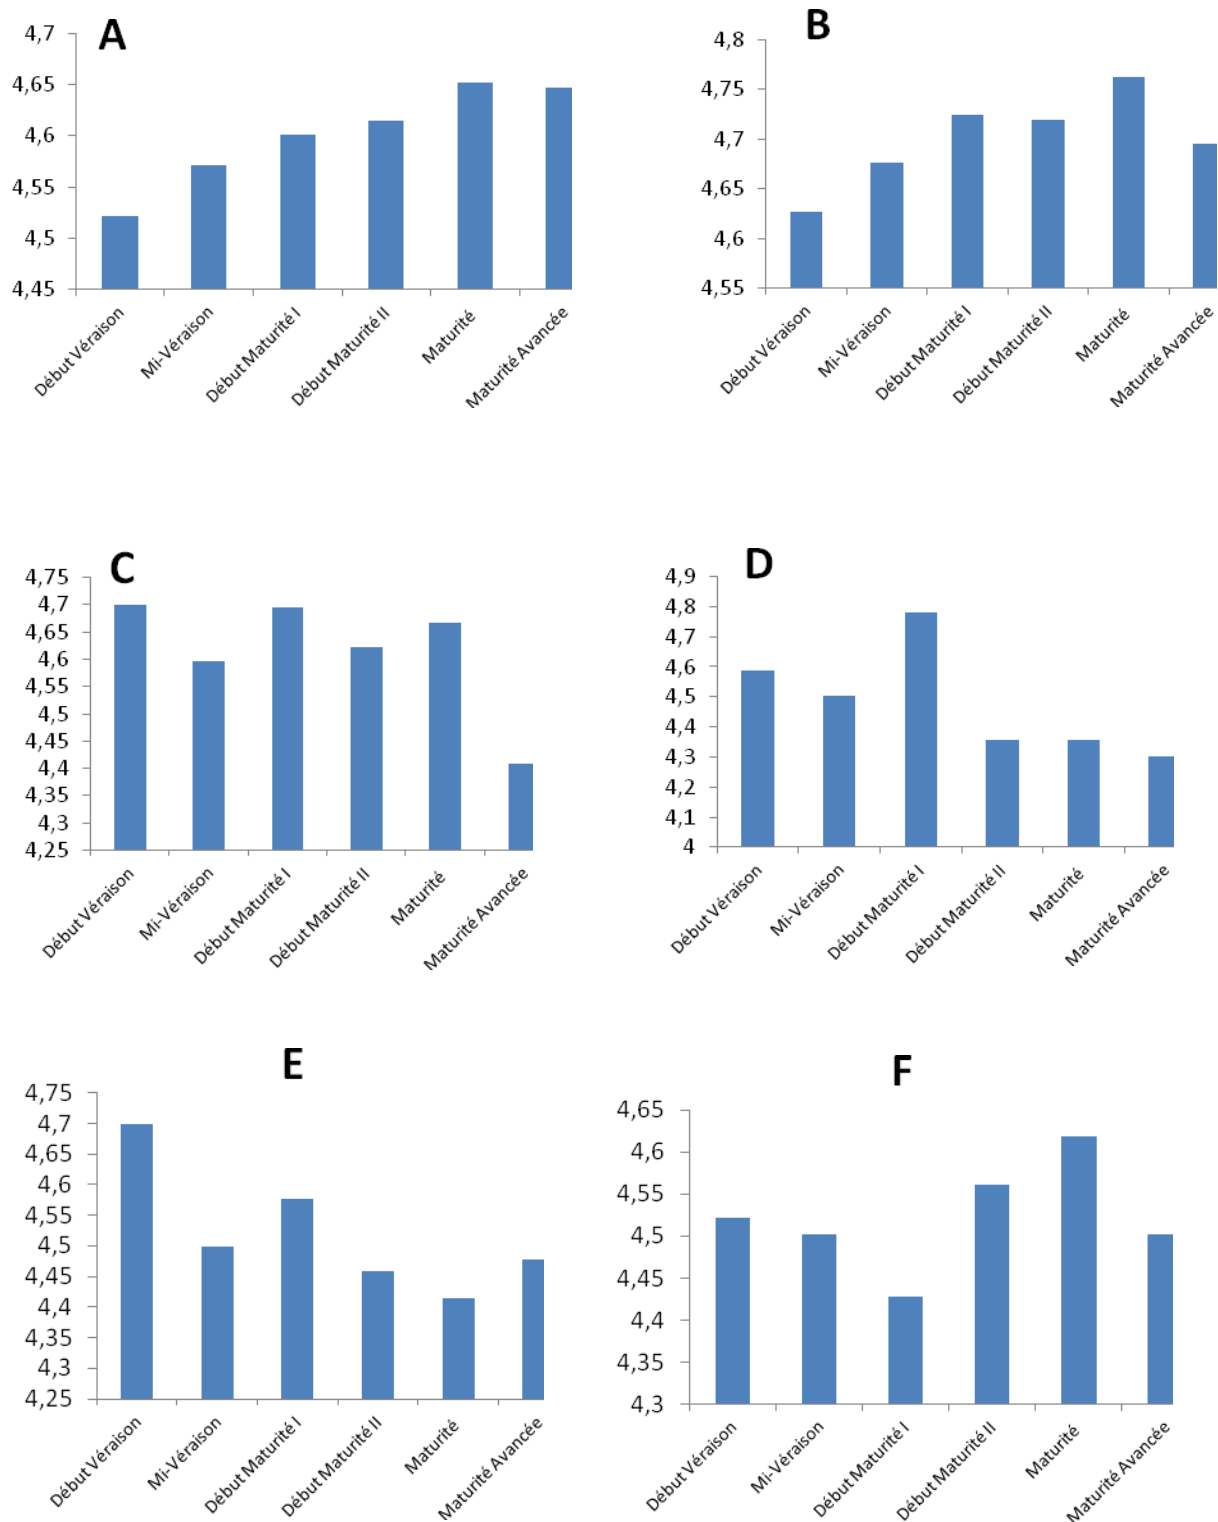 A
4,7
4,65
4,6
4,55
4,5
4,45
Début Véraison
Mi-Véraison
Début Maturité I
Début Maturité II
Maturité
Maturité Avancée
B
4,8
4,75
4,7
4,65
4,6
4,55
Début Véraison
Mi-Véraison
Début Maturité I
Début Maturité II
Maturité
Maturité Avancée
C
4,75
4,7
4,65
4,6
4,55
4,5
4,45
4,4
4,35
4,3
4,25
Début Véraison
Mi-Véraison
Début Maturité I
Début Maturité II
Maturité
Maturité Avancée
D
4,9
4,8
4,7
4,6
4,5
4,4
4,3
4,2
4,1
4
Début Véraison
Mi-Véraison
Début Maturité I
Début Maturité II
Maturité
Maturité Avancée
E
4,75
4,7
4,65
4,6
4,55
4,5
4,45
4,4
4,35
4,3
4,25
Début Véraison
Mi-Véraison
Début Maturité I
Début Maturité II
Maturité
Maturité Avancée
F
4,65
4,6
4,55
4,5
4,45
4,4
4,35
4,3
Début Véraison
Mi-Véraison
Début Maturité I
Début Maturité II
Maturité
Maturité Avancée